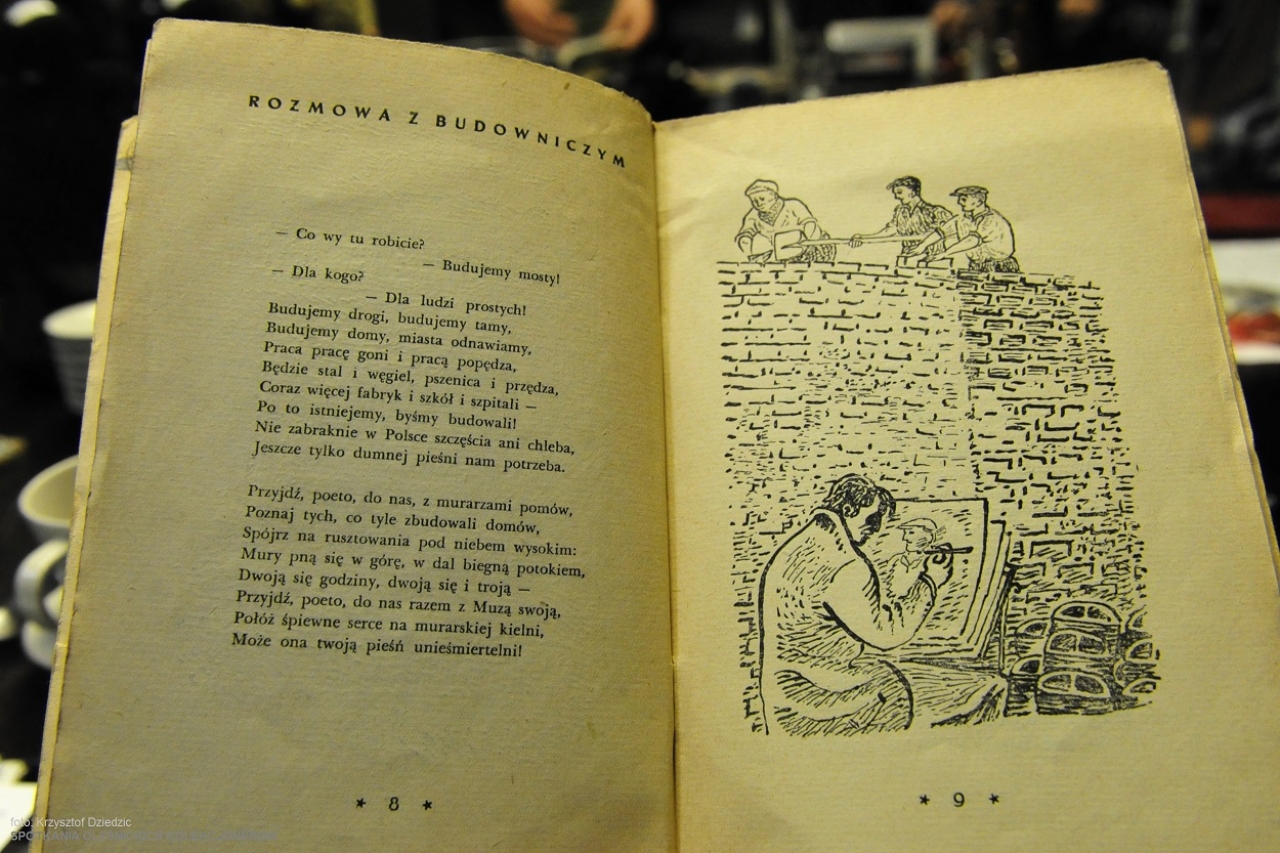 ROZMOWA Z BUDOWNICZYM
— Co wy tu robicie?
— Budujemy mosty!
— Dla kogo?
— Dla ludzi prostych!
Budujemy drogi, budujemy tamy,
Budujemy domy, miasta odnawiamy,
Praca pracę goni i pracą popędza,
Będzie stal i węgiel, pszenica i przędza,
Coraz więcej fabryk i szkół i szpitali —
Po to istniejemy, byśmy budowali!
Nie zabraknie w Polsce szczęścia ani chleba,
Jeszcze tylko dumnej pieśni nam potrzeba.
Przyjdź, poeto, do nas, z murarzami pomów,
Poznaj tych, co tyle zbudowali domów,
Spójrz na rusztowania pod niebem wysokim:
Mury pną się w górę, w dal biegną potokiem,
Dwoją się godziny, dwoją się i troją —
Przyjdź, poeto, do nas razem z Muzą swoją,
Połóż śpiewne serce na murarskiej kielni,
Może ona twoją pieśń unieśmiertelni!
* 8 *
* 9 *
foto: Krzysztof Dziedzic